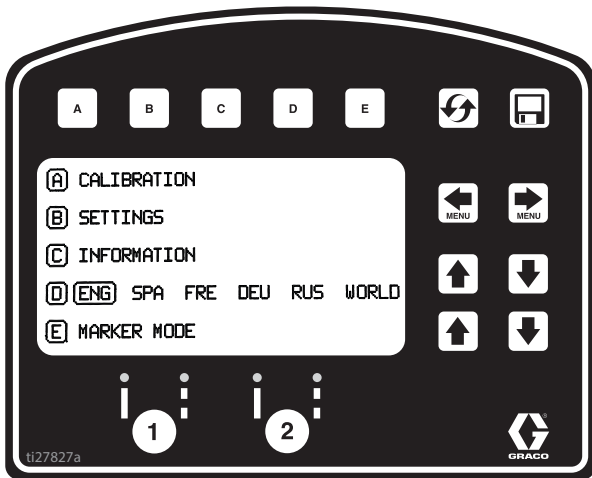 A B C D E
A CALIBRATION
MENU MENU
B SETTINGS
C INFORMATION
D ENG SPA FRE DEU RUS WORLD
E MARKER MODE
1 2
ti27827a
GRACO